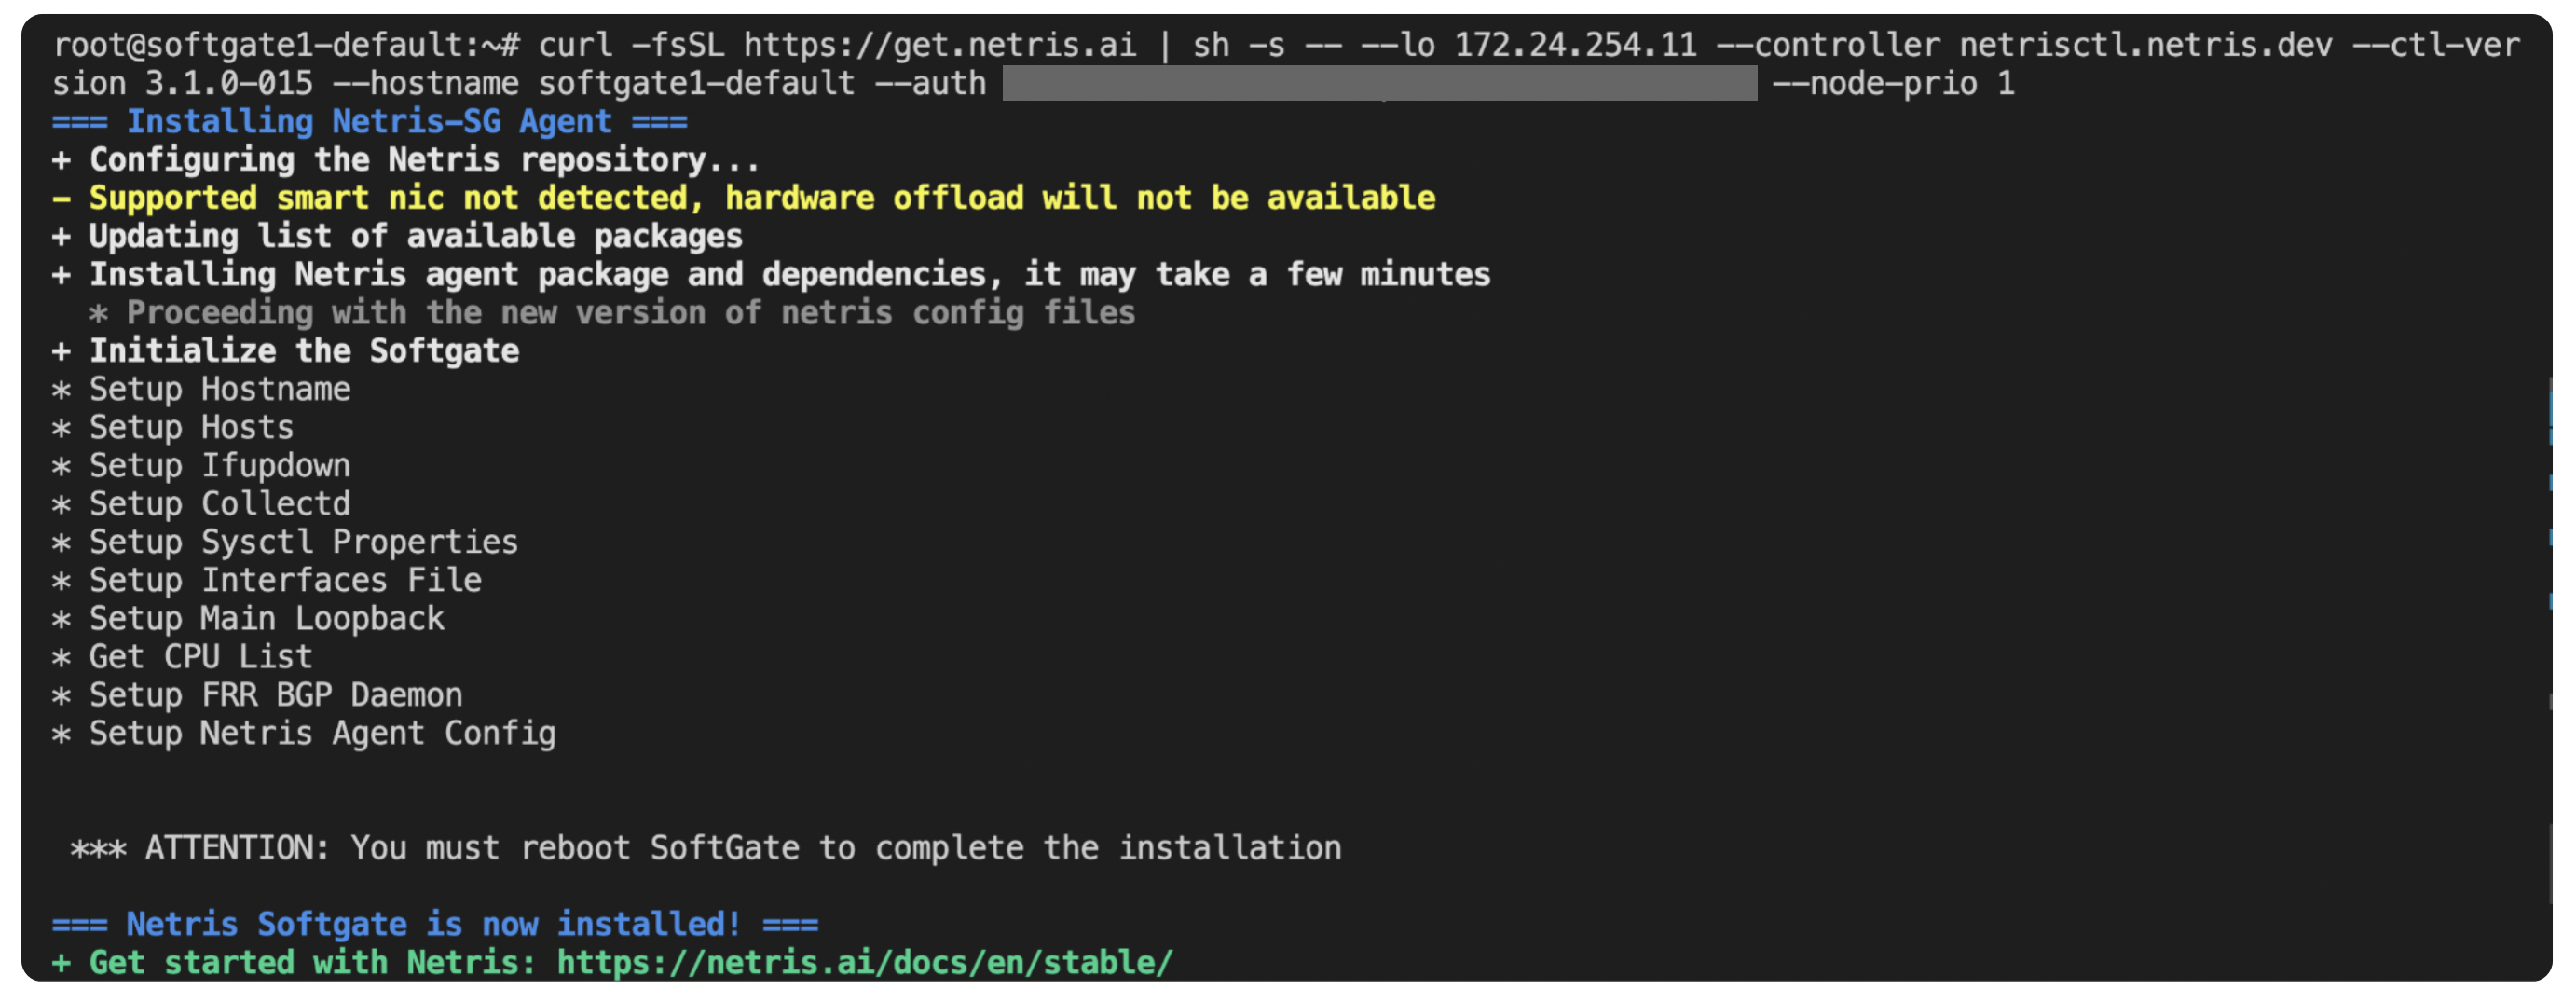 root@softgate1-default:~# curl -fsSL https://get.netris.ai | sh -s -- --lo 172.24.254.11 --controller netrisctl.netris.dev --ctl-ver
sion 3.1.0-015 --hostname softgate1-default --auth --node-prio 1
=== Installing Netris-SG Agent ===
+ Configuring the Netris repository...
- Supported smart nic not detected, hardware offload will not be available
+ Updating list of available packages
+ Installing Netris agent package and dependencies, it may take a few minutes
* Proceeding with the new version of netris config files
+ Initialize the Softgate
* Setup Hostname
* Setup Hosts
* Setup Ifupdown
* Setup Collectd
* Setup Sysctl Properties
* Setup Interfaces File
* Setup Main Loopback
* Get CPU List
* Setup FRR BGP Daemon
* Setup Netris Agent Config
*** ATTENTION: You must reboot SoftGate to complete the installation
=== Netris Softgate is now installed! ===
+ Get started with Netris: https://netris.ai/docs/en/stable/